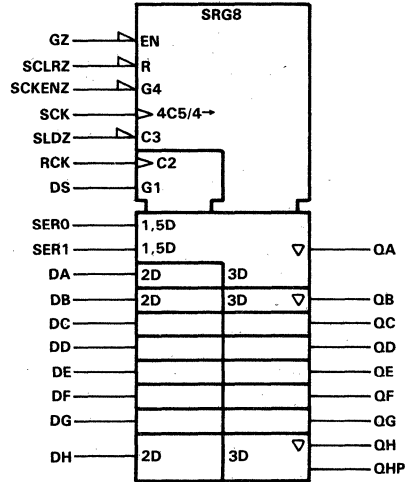 SRG8
GZ EN
SCLRZ R
SCKENZ G4
SCK 4C5/4→
SLDZ C3
RCK C2
DS G1
SER0 1,5D
SER1 1,5D QA
DA 2D 3D
DB 2D 3D QB
DC QC
DD QD
DE QE
DF QF
DG QG
QH
DH 2D 3D
QHP